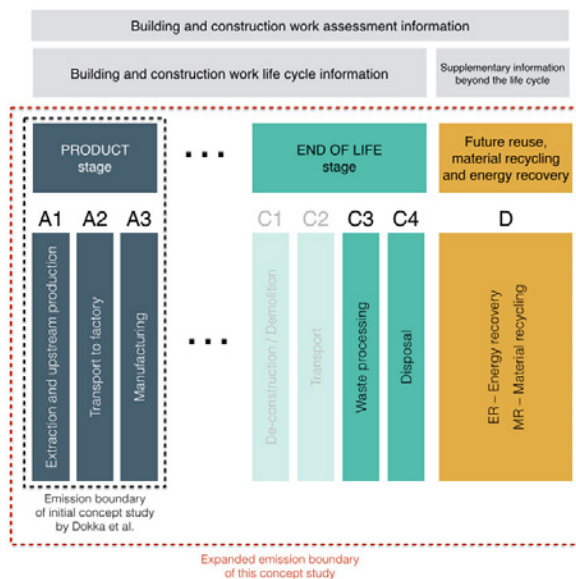 Building and construction work assessment information
Building and construction work life cycle information
Supplementary information
beyond the life cycle
PRODUCT
stage
...
END OF LIFE
stage
Future reuse,
material recycling
and energy recovery
A1
A2
A3
C1
C2
C3
C4
D
Extraction and upstream production
Transport to factory
Manufacturing
...
De-construction / Demolition
Transport
Waste processing
Disposal
ER – Energy recovery
MR – Material recycling
Emission boundary
of initial concept study
by Dokka et al.
Expanded emission boundary
of this concept study